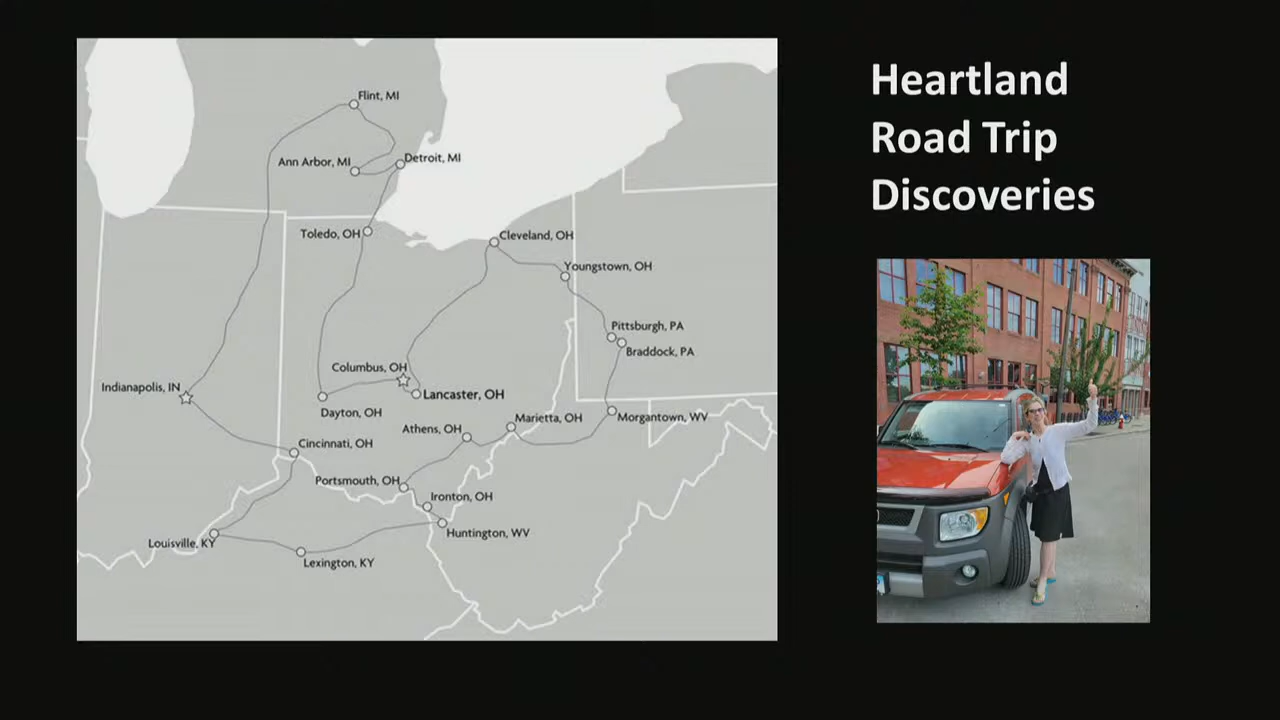 Heartland
Road Trip
Discoveries
Flint, MI
Ann Arbor, MI
Detroit, MI
Toledo, OH
Cleveland, OH
Youngstown, OH
Pittsburgh, PA
Braddock, PA
Columbus, OH
Lancaster, OH
Indianapolis, IN
Dayton, OH
Morgantown, WV
Marietta, OH
Athens, OH
Cincinnati, OH
Portsmouth, OH
Ironton, OH
Huntington, WV
Louisville, KY
Lexington, KY